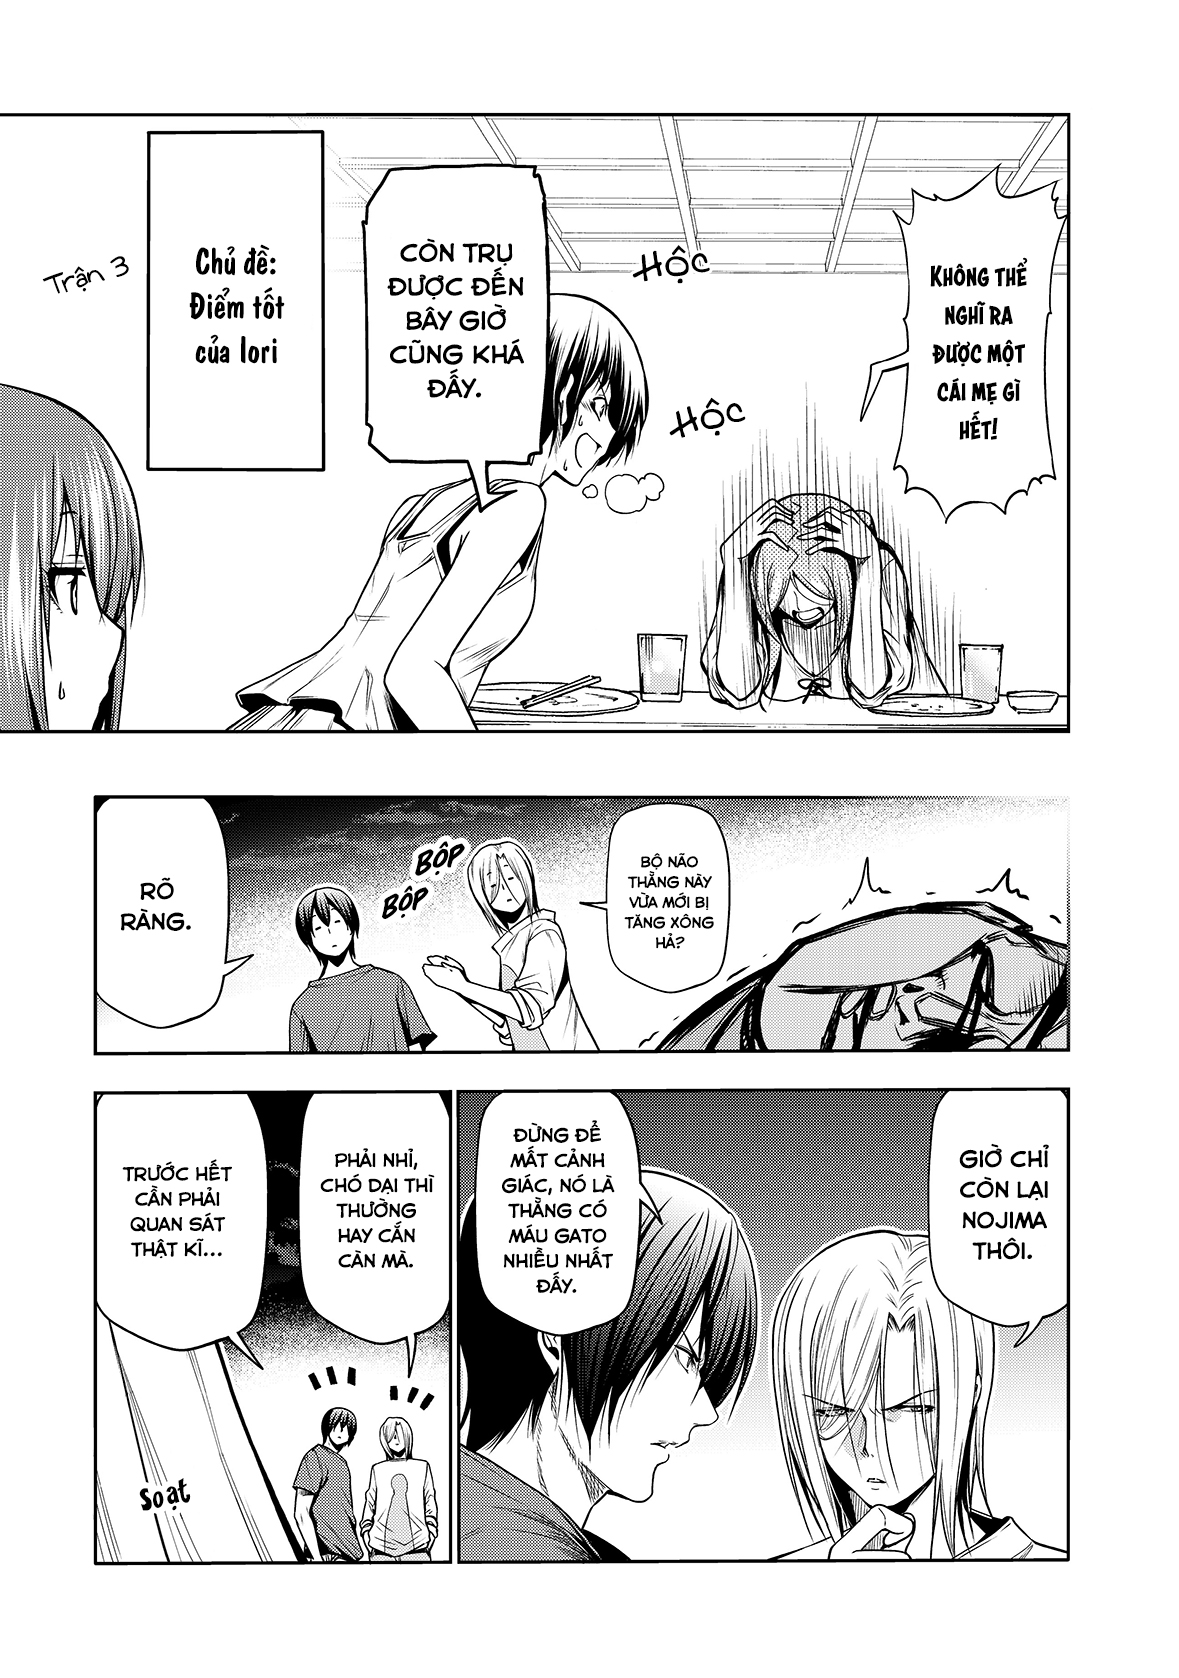 KHÔNG THỂ
NGHĨ RA
ĐƯỢC MỘT
CÁI MẸ GÌ
HẾT!
HỘC
HỘC
CÒN TRỤ
ĐƯỢC ĐẾN
BÂY GIỜ
CŨNG KHÁ
ĐẤY.
Chủ đề:
Điểm tốt
của Iori
Trận 3
BỘ NÃO
THẰNG NÀY
VỪA MỚI BỊ
TĂNG XÔNG
HẢ?
BỘP
BỘP
RÕ
RÀNG.
GIỜ CHỈ
CÒN LẠI
NOJIMA
THÔI.
ĐỪNG ĐỂ
MẤT CẢNH
GIÁC, NÓ LÀ
THẰNG CÓ
MÁU GATO
NHIỀU NHẤT
ĐẤY.
PHẢI NHỈ,
CHÓ DẠI THÌ
THƯỜNG
HAY CẮN
CÀN MÀ.
TRƯỚC HẾT
CẦN PHẢI
QUAN SÁT
THẬT KĨ...
Soạt